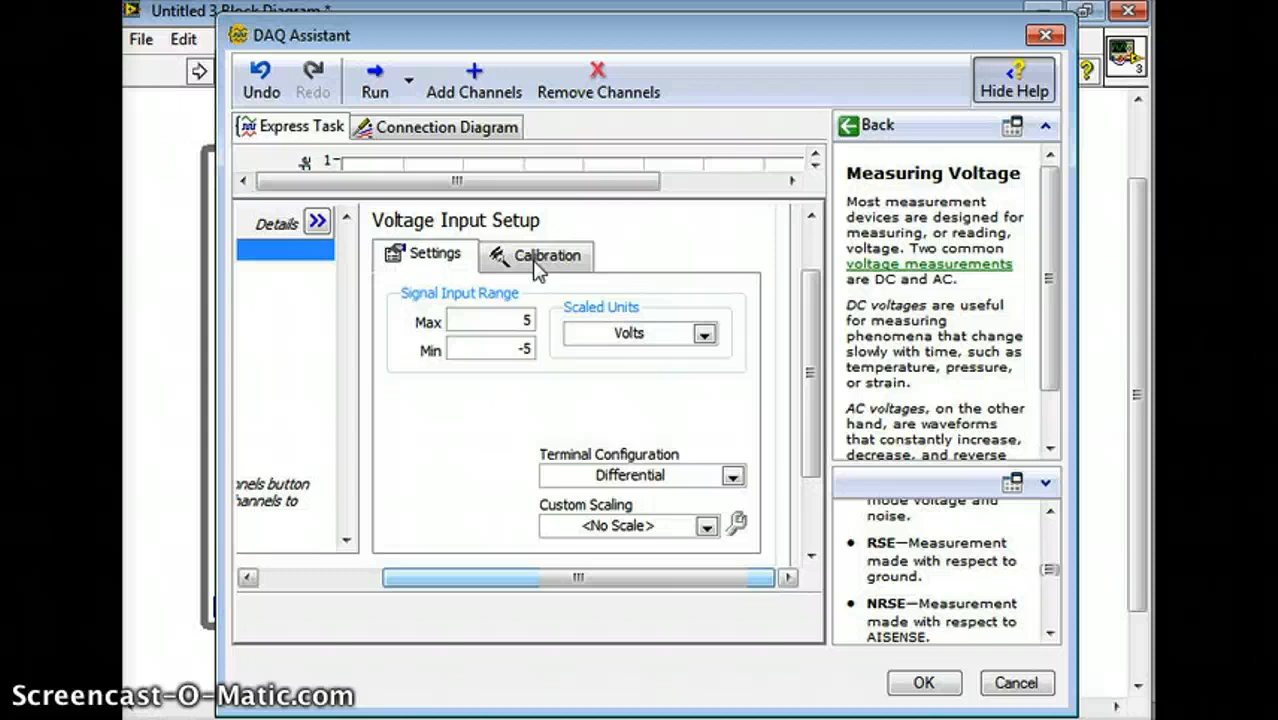 Untitled 3 Block Diagram *
DAQ Assistant
File Edit
Undo
Redo
Run
Add Channels
Remove Channels
Hide Help
3
Express Task
Connection Diagram
Back
1
Details
Voltage Input Setup
Settings
Calibration
Signal Input Range
Max 5
Min -5
Scaled Units
Volts
Terminal Configuration
Differential
Custom Scaling
<No Scale>
nnels button
hannels to
Measuring Voltage
Most measurement
devices are designed for
measuring, or reading,
voltage. Two common
voltage measurements
are DC and AC.
DC voltages are useful
for measuring
phenomena that change
slowly with time, such as
temperature, pressure,
or strain.
AC voltages, on the other
hand, are waveforms
that constantly increase,
decrease, and reverse
mode voltage and
noise.
RSE—Measurement
made with respect to
ground.
NRSE—Measurement
made with respect to
AISENSE.
OK
Cancel
Screencast-O-Matic.com